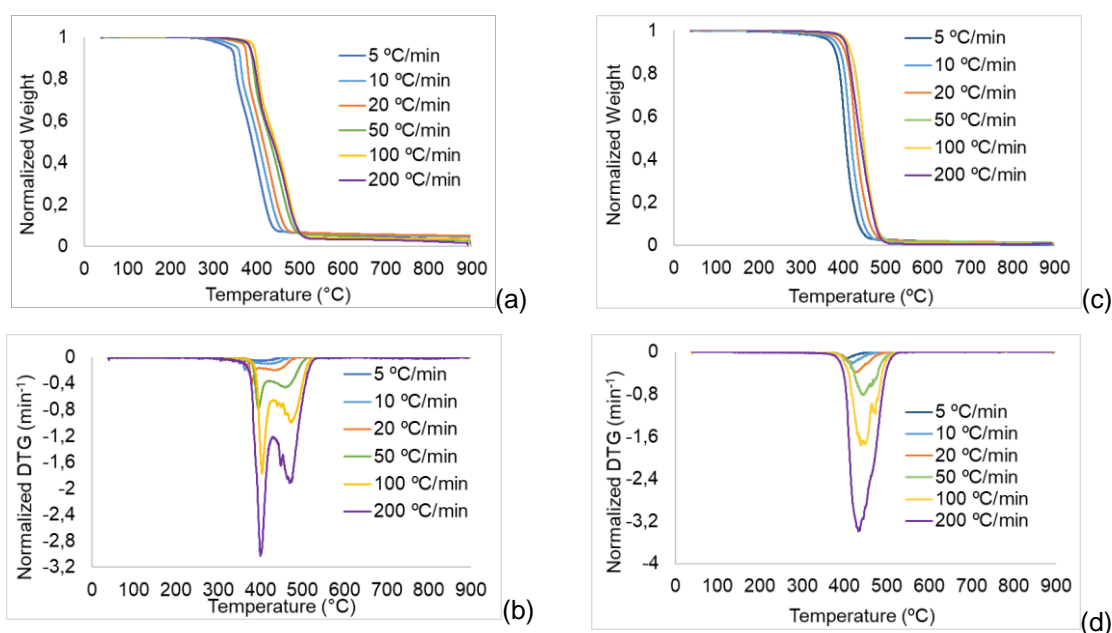 Normalized Weight
1
0,8
0,6
0,4
0,2
0
0 100 200 300 400 500 600 700 800 900
Temperature (°C)
5 ºC/min
10 ºC/min
20 ºC/min
50 ºC/min
100 ºC/min
200 ºC/min
(a)
Normalized Weight
1
0,8
0,6
0,4
0,2
0
0 100 200 300 400 500 600 700 800 900
Temperature (ºC)
5 ºC/min
10 ºC/min
20 ºC/min
50 ºC/min
100 ºC/min
200 ºC/min
(c)
Normalized DTG (min⁻¹)
0
-0,4
-0,8
-1,2
-1,6
-2
-2,4
-2,8
-3,2
0 100 200 300 400 500 600 700 800 900
Temperature (°C)
5 ºC/min
10 ºC/min
20 ºC/min
50 ºC/min
100 ºC/min
200 ºC/min
(b)
Normalized DTG (min⁻¹)
0
-0,8
-1,6
-2,4
-3,2
-4
0 100 200 300 400 500 600 700 800 900
Temperature (ºC)
5 ºC/min
10 ºC/min
20 ºC/min
50 ºC/min
100 ºC/min
200 ºC/min
(d)